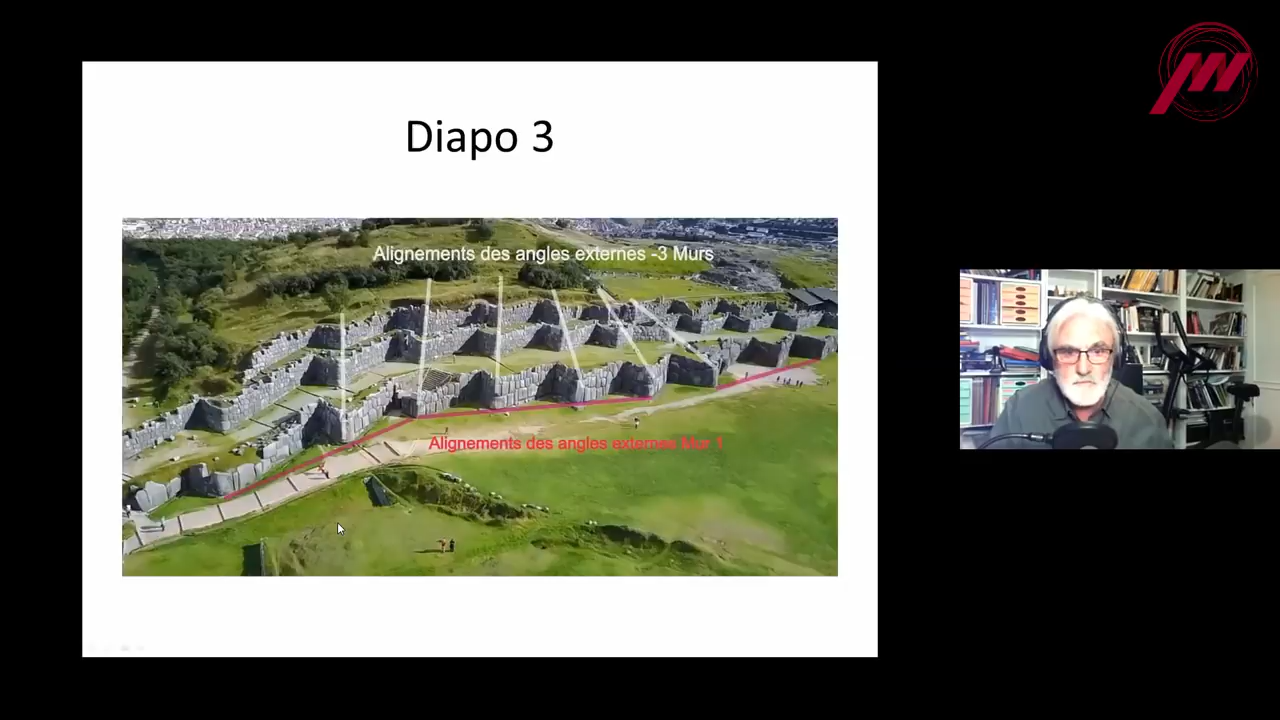 Diapo 3
Alignements des angles externes -3 Murs
Alignements des angles externes Mur 1